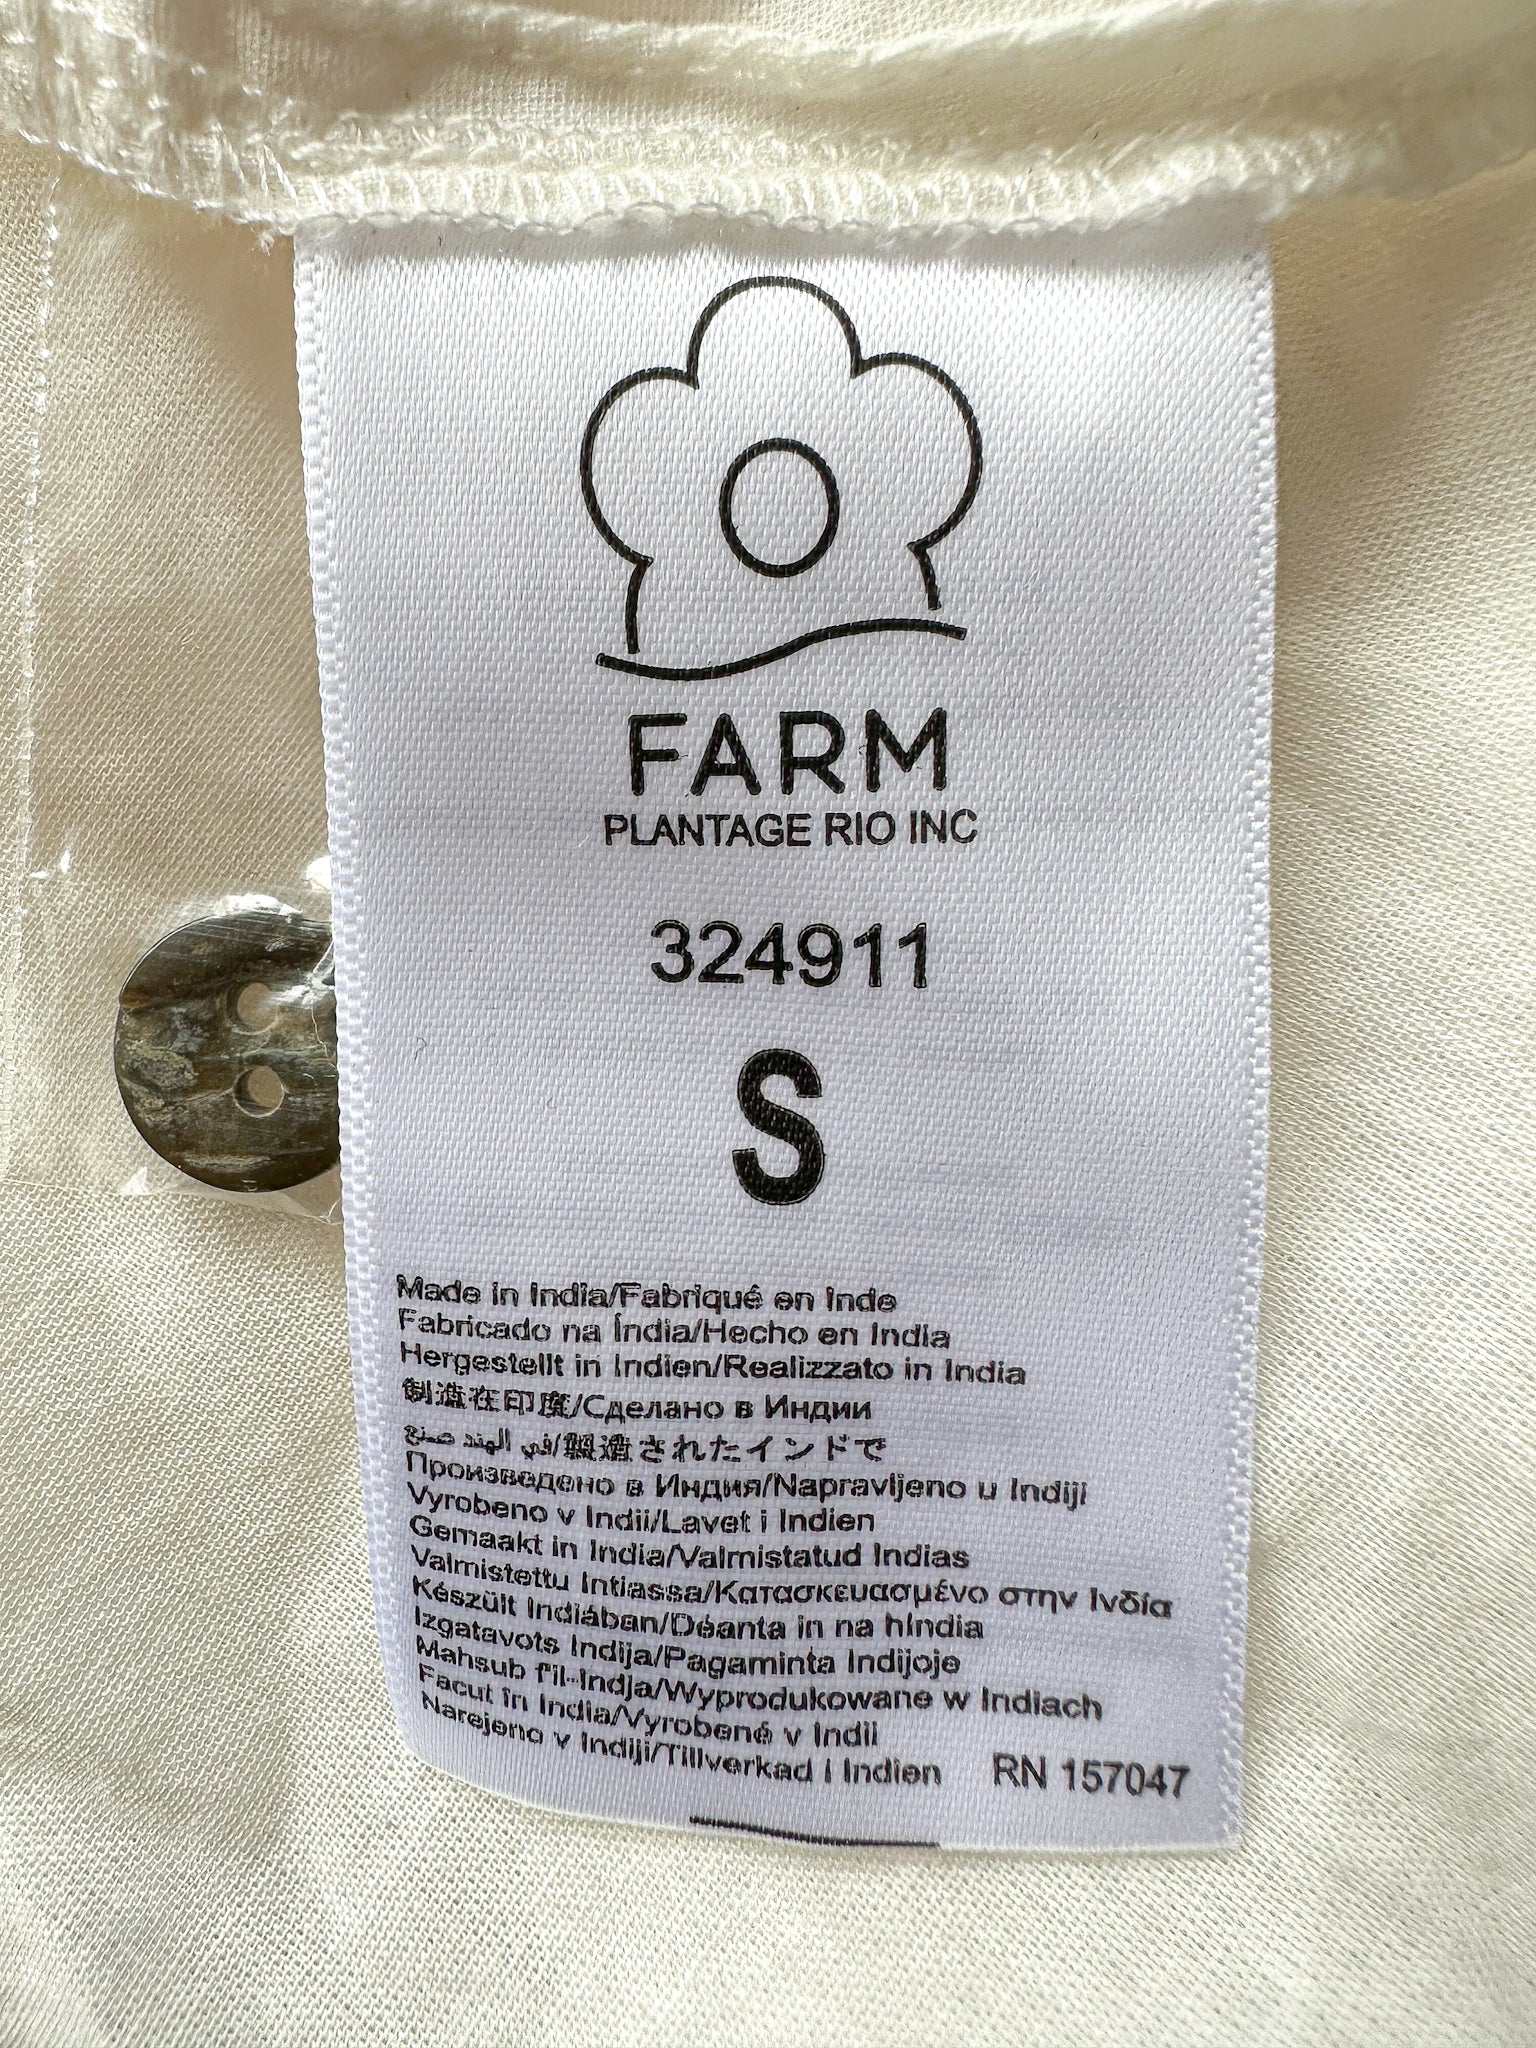 FARM
PLANTAGE RIO INC
324911
S
Made in India/Fabriqué en Inde
Fabricado na Índia/Hecho en India
Hergestellt in Indien/Realizzato in India
制造在印度/Сделано в Индии
في الهند صنع/製造されたインドで
Произведено в Индия/Napravljeno u Indiji
Vyrobeno v Indii/Lavet i Indien
Gemaakt in India/Valmistatud Indias
Valmistettu Intiassa/Κατασκευασμένο στην Ινδία
Készült Indiában/Déanta in na hIndia
Izgatavots Indija/Pagaminta Indijoje
Mahsub fil-Indja/Wyprodukowane w Indiach
Facut în India/Vyrobené v Indii
Narejeno v Indiji/Tillverkad i Indien RN 157047